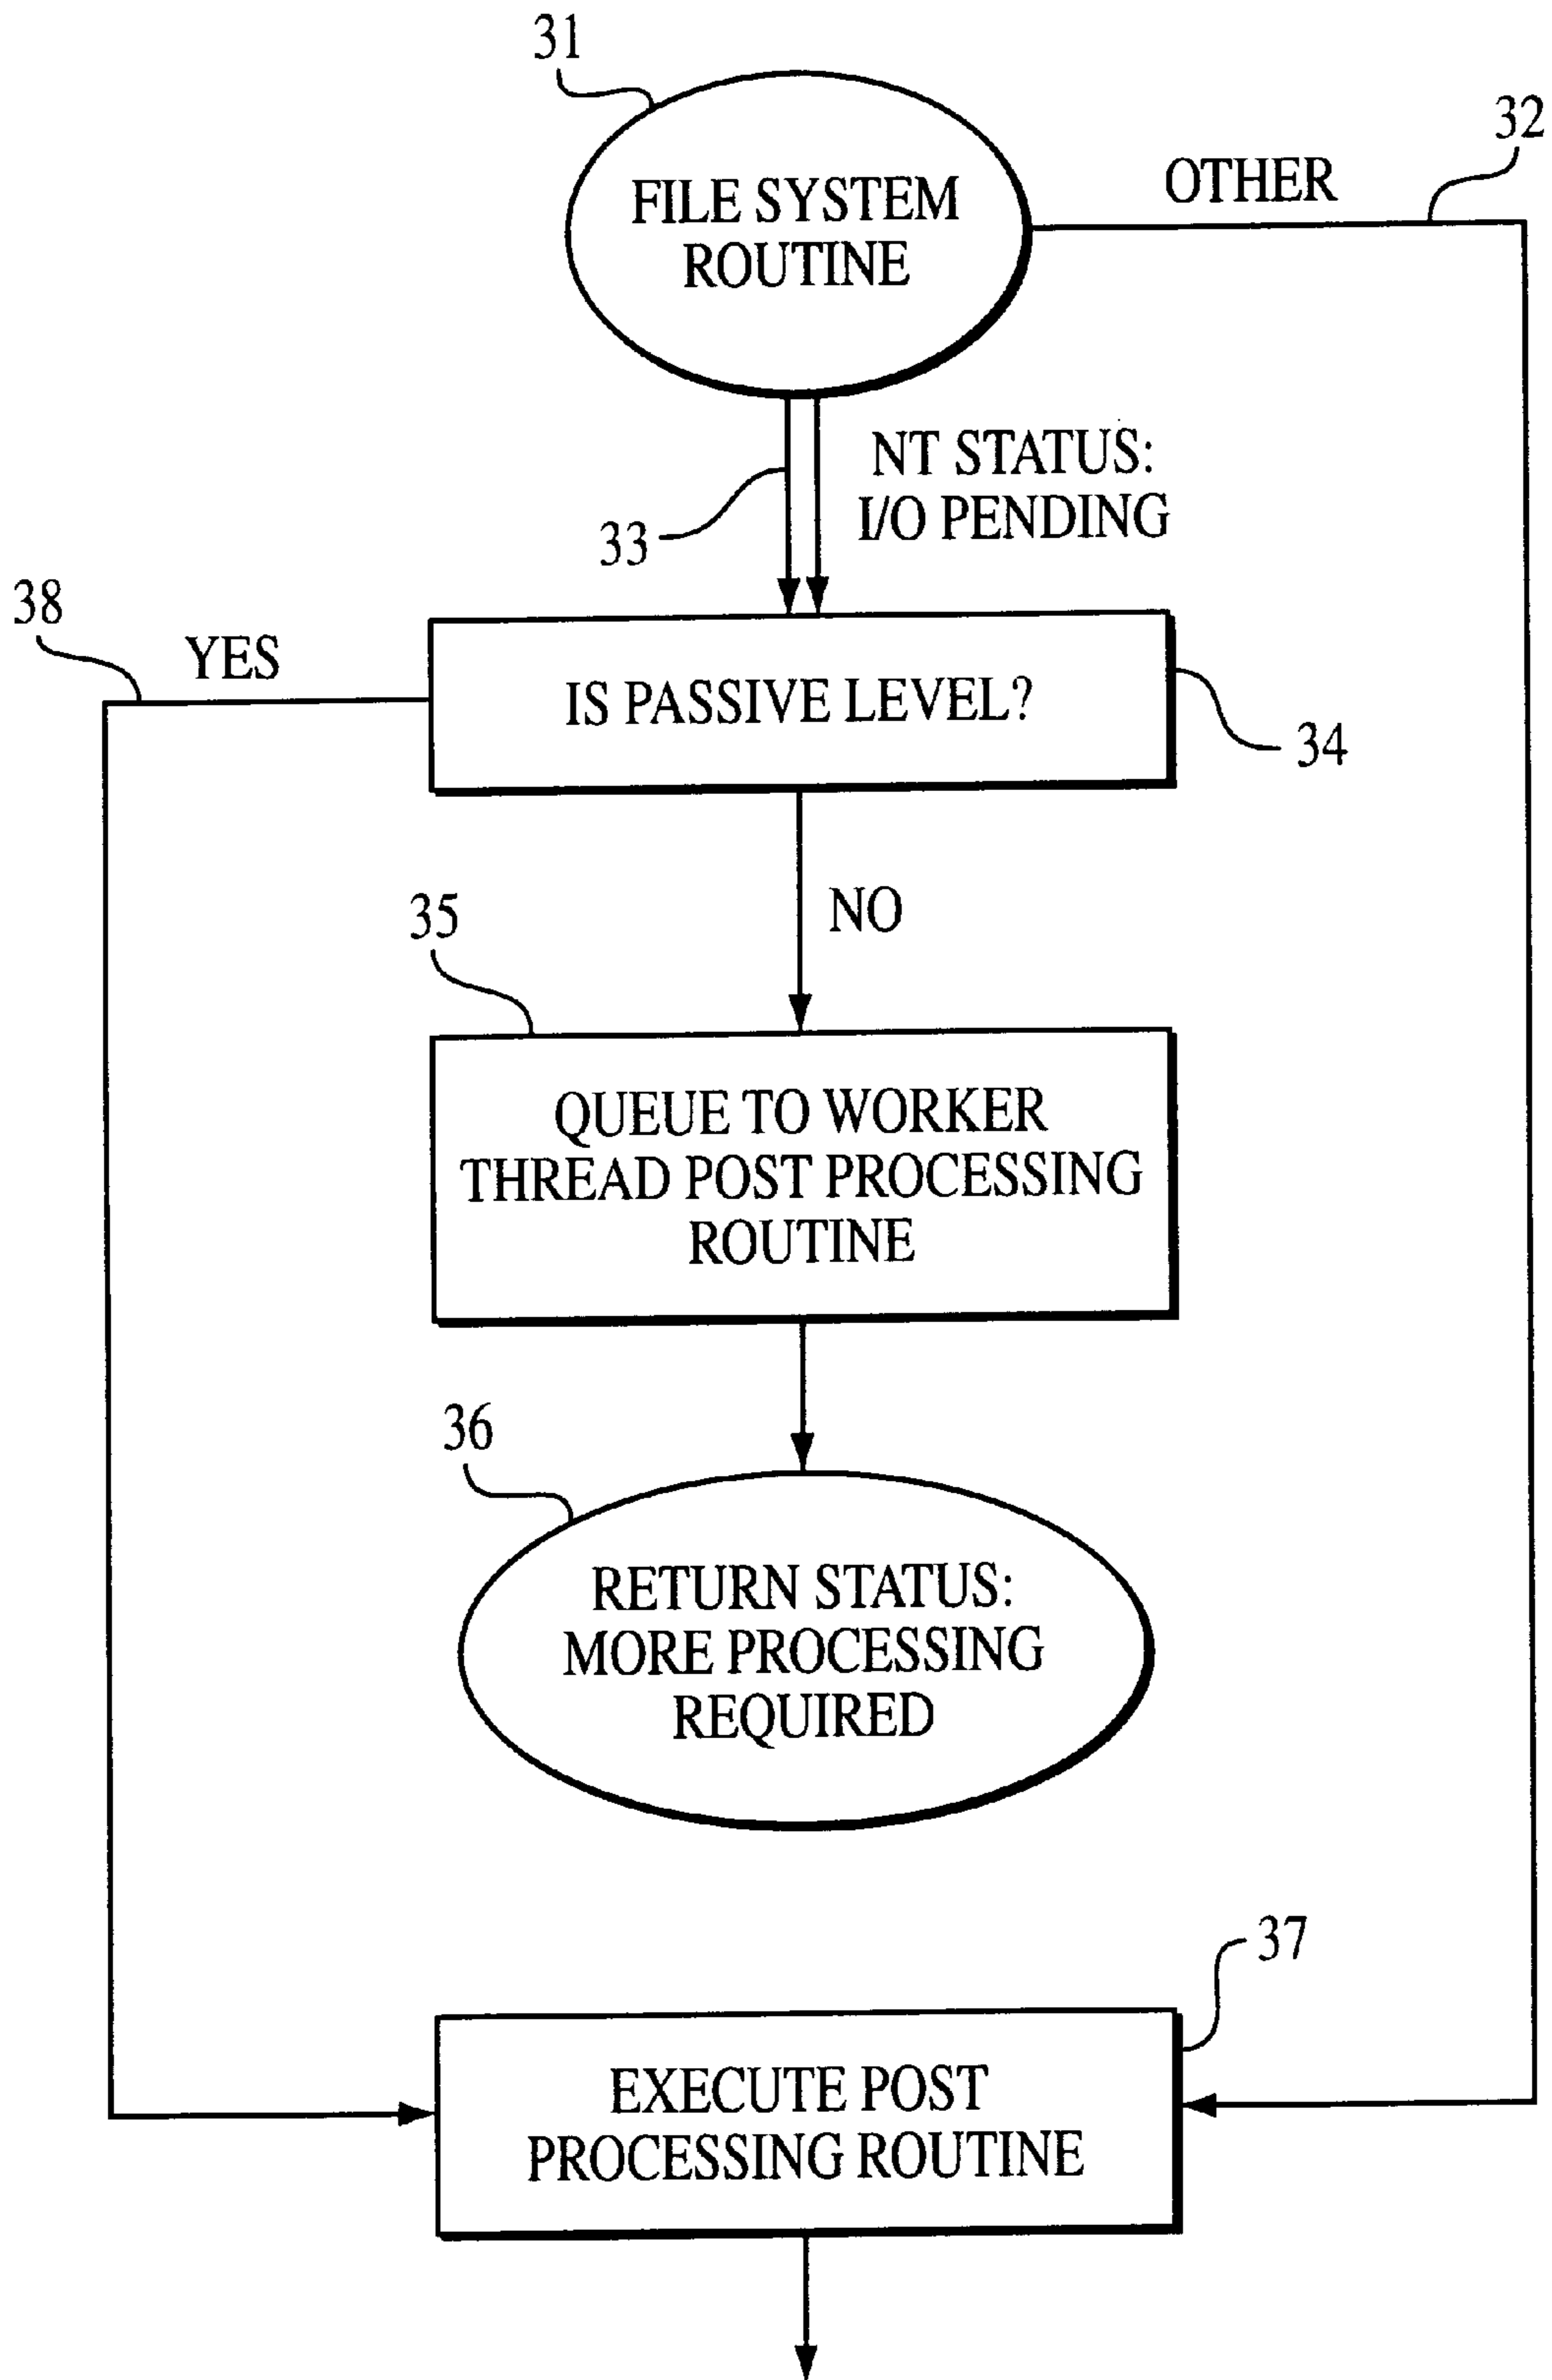 31
32
OTHER
FILE SYSTEM
ROUTINE
NT STATUS:
I/O PENDING
33
38
YES
IS PASSIVE LEVEL?
34
NO
35
QUEUE TO WORKER
THREAD POST PROCESSING
ROUTINE
36
RETURN STATUS:
MORE PROCESSING
REQUIRED
37
EXECUTE POST
PROCESSING ROUTINE